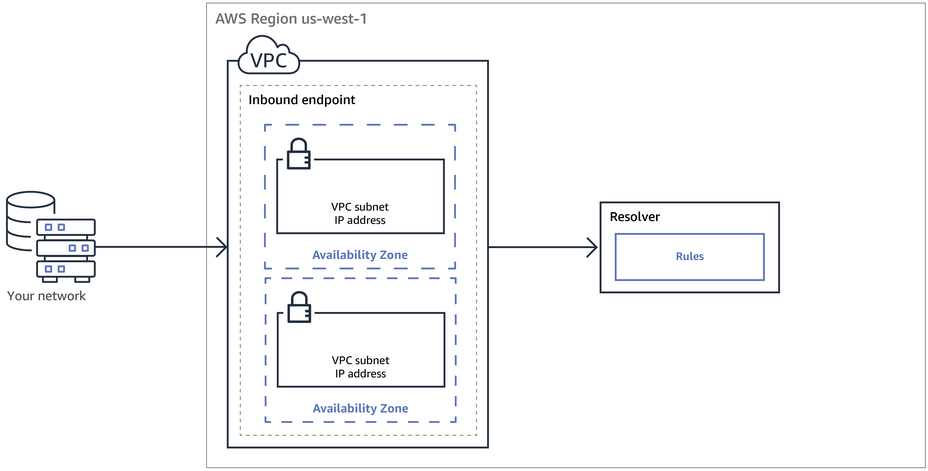 AWS Region us-west-1
VPC
Inbound endpoint
VPC subnet
IP address
Availability Zone
VPC subnet
IP address
Availability Zone
Your network
Resolver
Rules